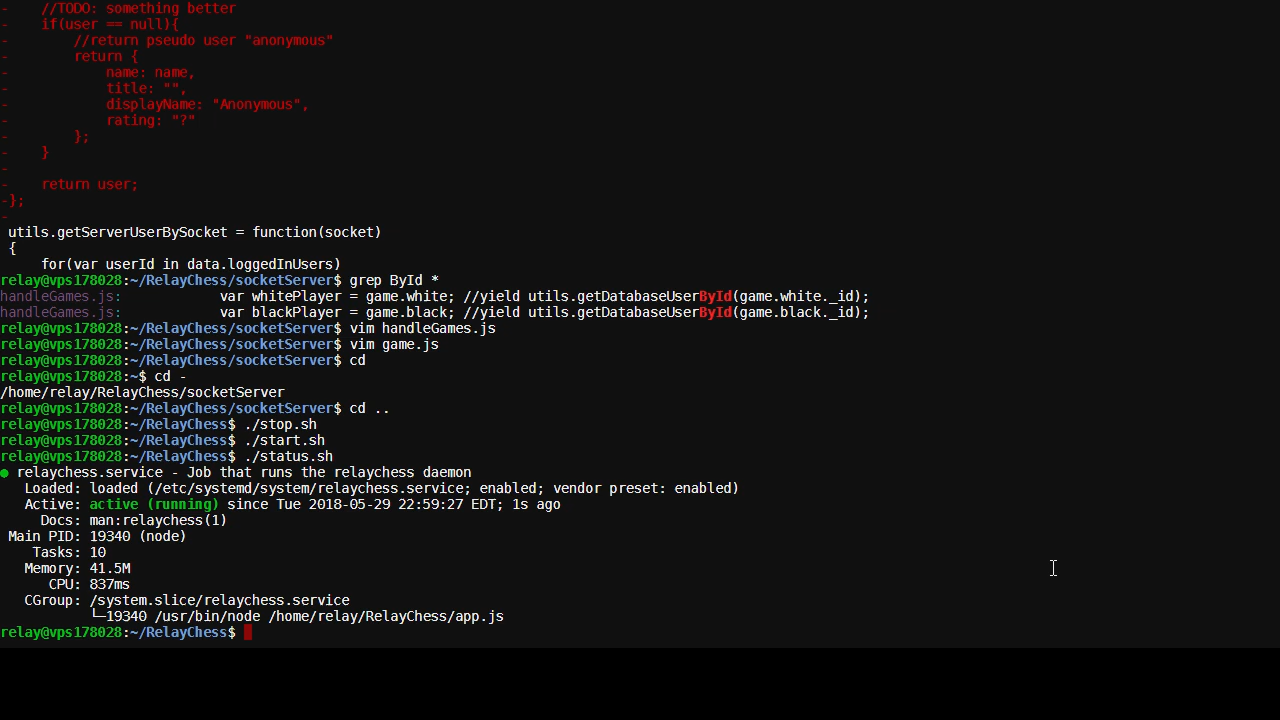 -    //TODO: something better
-    if(user == null){
-        //return pseudo user "anonymous"
-        return {
-            name: name,
-            title: "",
-            displayName: "Anonymous",
-            rating: "?"
-        };
-    }
-
-    return user;
-};
-
 utils.getServerUserBySocket = function(socket)
 {
     for(var userId in data.loggedInUsers)
relay@vps178028:~/RelayChess/socketServer$ grep ById *
handleGames.js:            var whitePlayer = game.white; //yield utils.getDatabaseUserById(game.white._id);
handleGames.js:            var blackPlayer = game.black; //yield utils.getDatabaseUserById(game.black._id);
relay@vps178028:~/RelayChess/socketServer$ vim handleGames.js
relay@vps178028:~/RelayChess/socketServer$ vim game.js
relay@vps178028:~/RelayChess/socketServer$ cd
relay@vps178028:~$ cd -
/home/relay/RelayChess/socketServer
relay@vps178028:~/RelayChess/socketServer$ cd ..
relay@vps178028:~/RelayChess$ ./stop.sh
relay@vps178028:~/RelayChess$ ./start.sh
relay@vps178028:~/RelayChess$ ./status.sh
● relaychess.service - Job that runs the relaychess daemon
   Loaded: loaded (/etc/systemd/system/relaychess.service; enabled; vendor preset: enabled)
   Active: active (running) since Tue 2018-05-29 22:59:27 EDT; 1s ago
     Docs: man:relaychess(1)
 Main PID: 19340 (node)
    Tasks: 10
   Memory: 41.5M
      CPU: 837ms
   CGroup: /system.slice/relaychess.service
           └─19340 /usr/bin/node /home/relay/RelayChess/app.js
relay@vps178028:~/RelayChess$